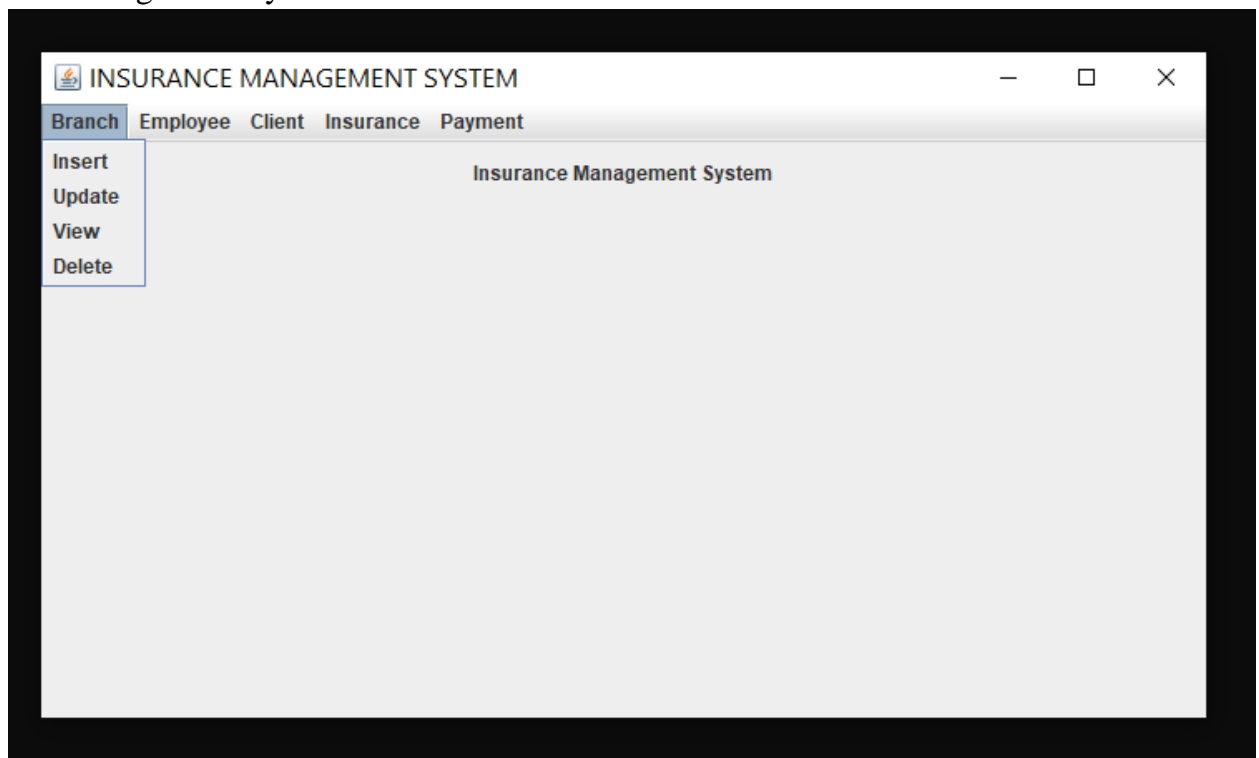 INSURANCE MANAGEMENT SYSTEM
Branch Employee Client Insurance Payment
Insert
Insurance Management System
Update
View
Delete